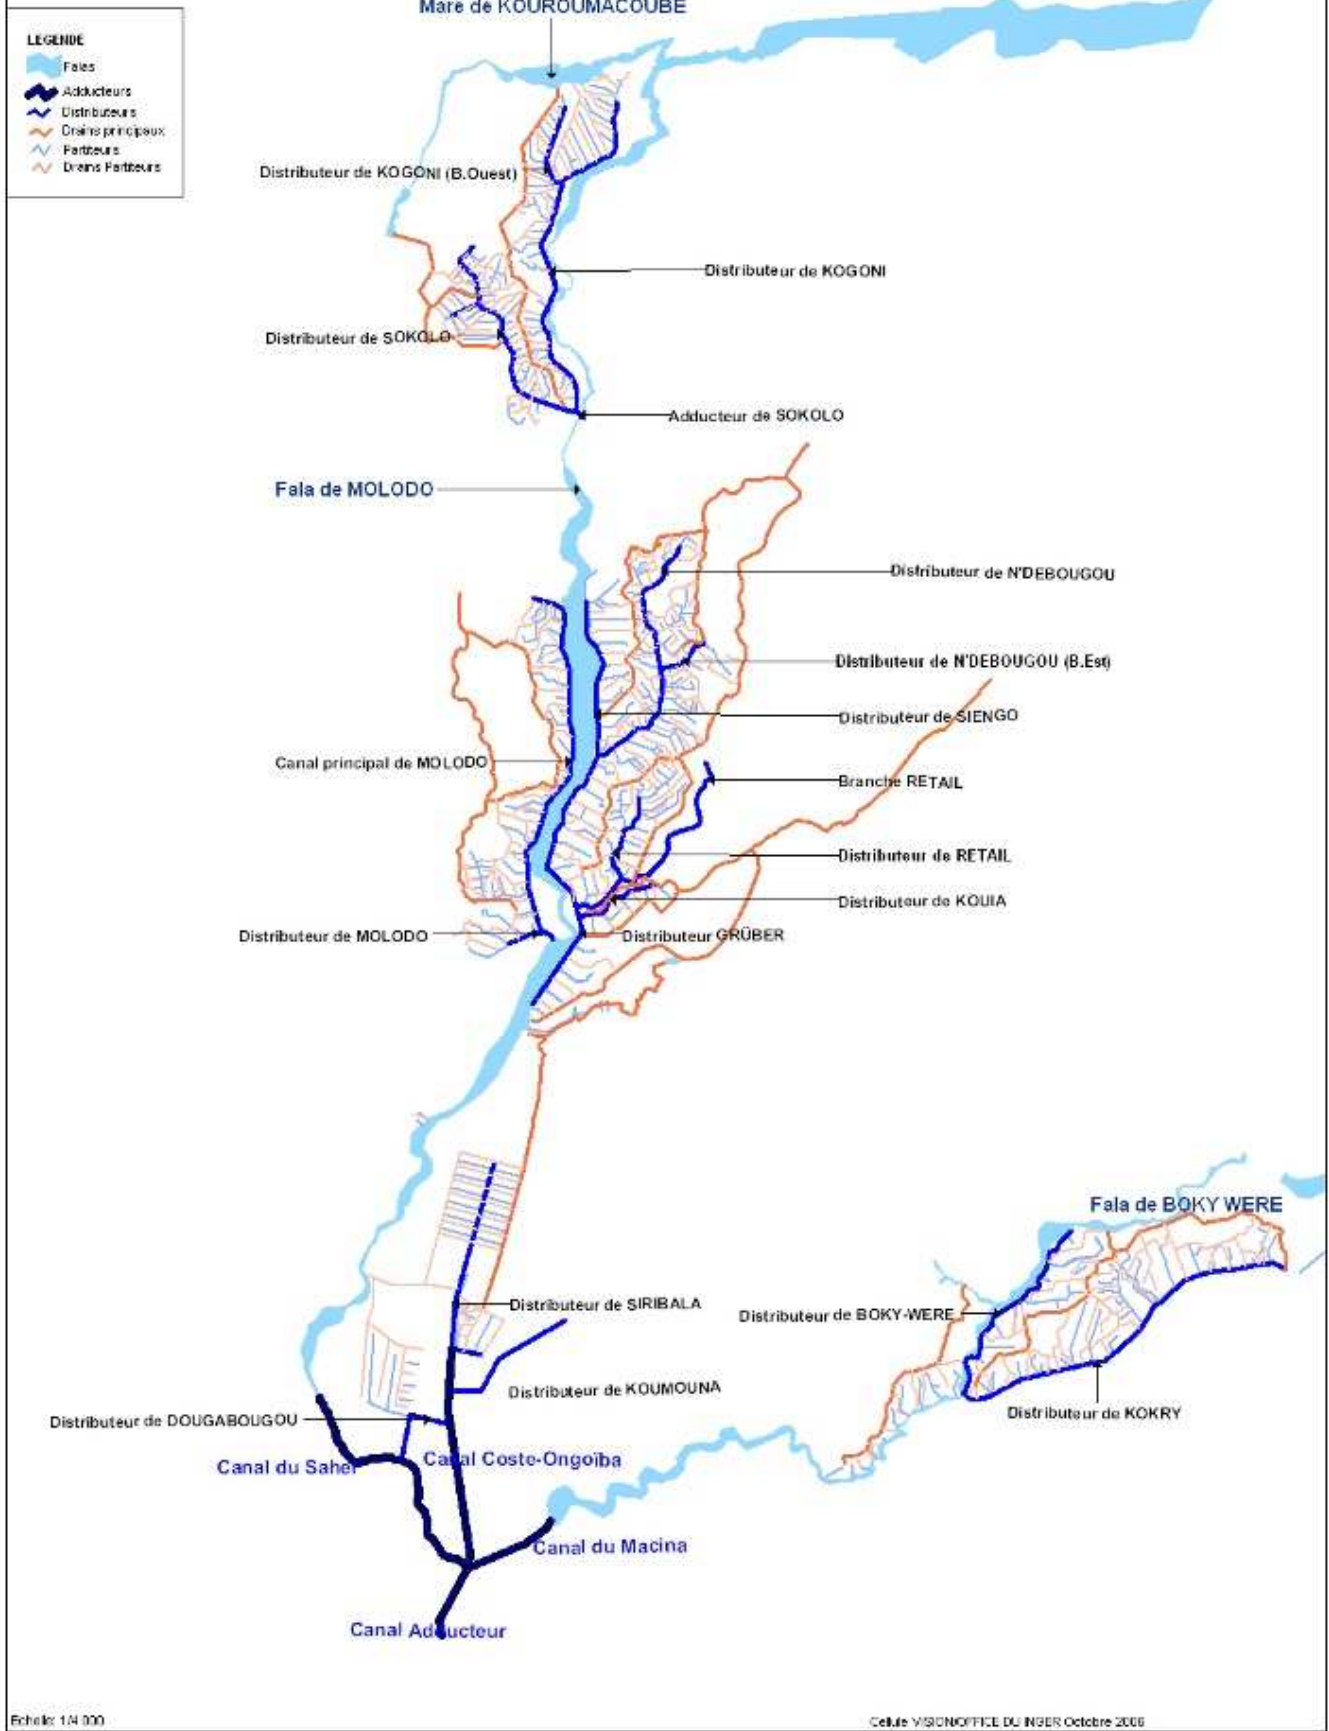 Mare de KOUROUMACOUBE
LEGENDE
Falas
Adducteurs
Distributeurs
Drains principaux
Partiteurs
Drains Partiteurs
Distributeur de KOGONI (B.Ouest)
Distributeur de KOGONI
Distributeur de SOKOLO
Adducteur de SOKOLO
Fala de MOLODO
Distributeur de N'DEBOUGOU
Distributeur de N'DEBOUGOU (B.Est)
Distributeur de SIENGO
Canal principal de MOLODO
Branche RETAIL
Distributeur de RETAIL
Distributeur de KOUIA
Distributeur de MOLODO
Distributeur GRÜBER
Fala de BOKY WERE
Distributeur de SIRIBALA
Distributeur de BOKY-WERE
Distributeur de KOUMOUNA
Distributeur de KOKRY
Distributeur de DOUGABOUGOU
Canal Coste-Ongoïba
Canal du Sahel
Canal du Macina
Canal Adducteur
Echelle: 1/4 000
Cellule VISION/OFFICE DU NIGER Octobre 2006